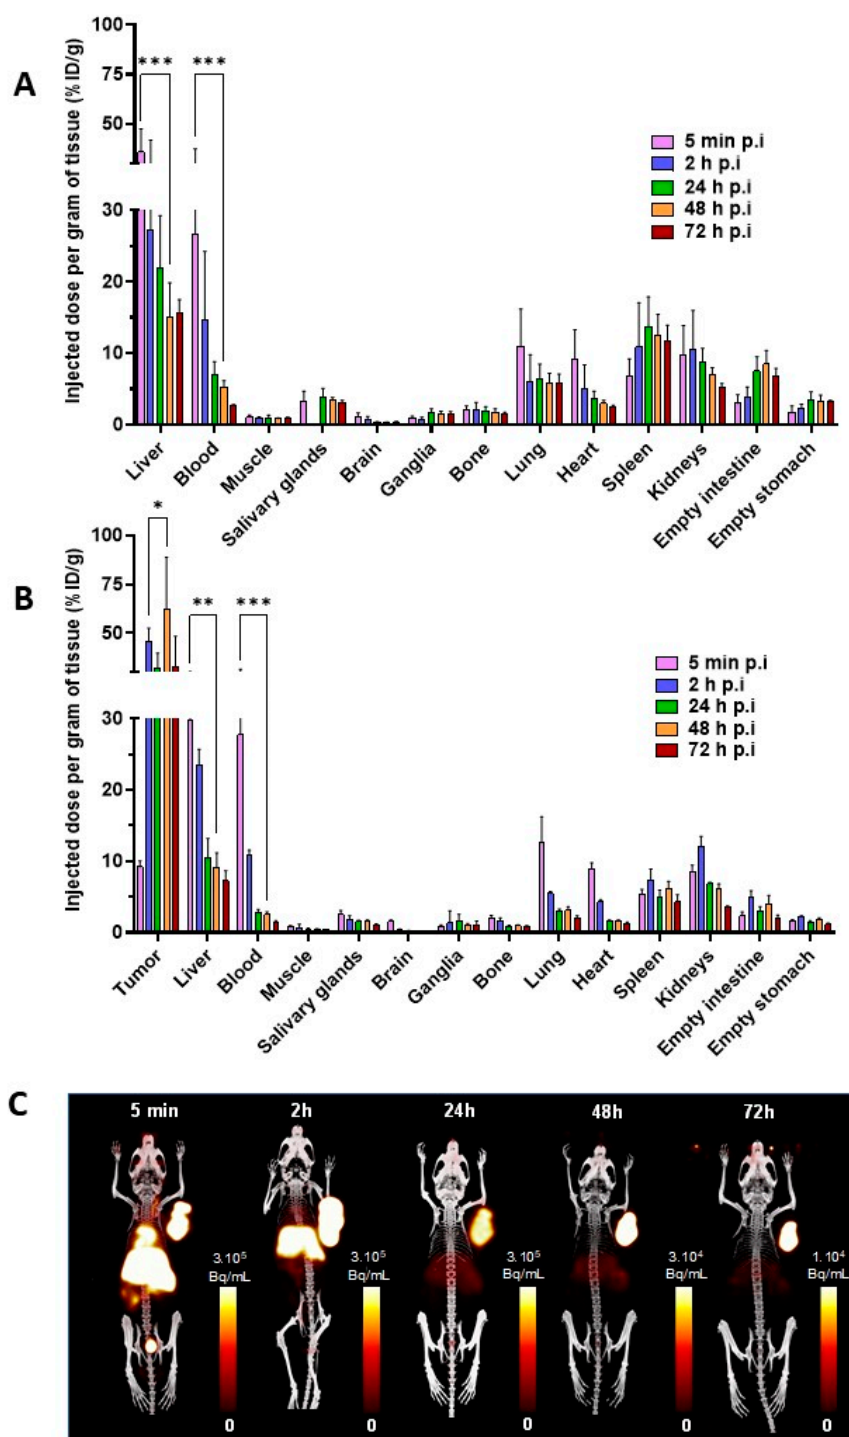 A
Injected dose per gram of tissue (% ID/g)
100
75
50
30
20
10
0
*** ***
5 min p.i
2 h p.i
24 h p.i
48 h p.i
72 h p.i
Liver
Blood
Muscle
Salivary glands
Brain
Ganglia
Bone
Lung
Heart
Spleen
Kidneys
Empty intestine
Empty stomach
B
Injected dose per gram of tissue (% ID/g)
100
75
50
30
20
10
0
*
** ***
5 min p.i
2 h p.i
24 h p.i
48 h p.i
72 h p.i
Tumor
Liver
Blood
Muscle
Salivary glands
Brain
Ganglia
Bone
Lung
Heart
Spleen
Kidneys
Empty intestine
Empty stomach
C
5 min 2h 24h 48h 72h
3.10⁵ 3.10⁵ 3.10⁵ 3.10⁴ 1.10⁴
Bq/mL Bq/mL Bq/mL Bq/mL Bq/mL
0 0 0 0 0